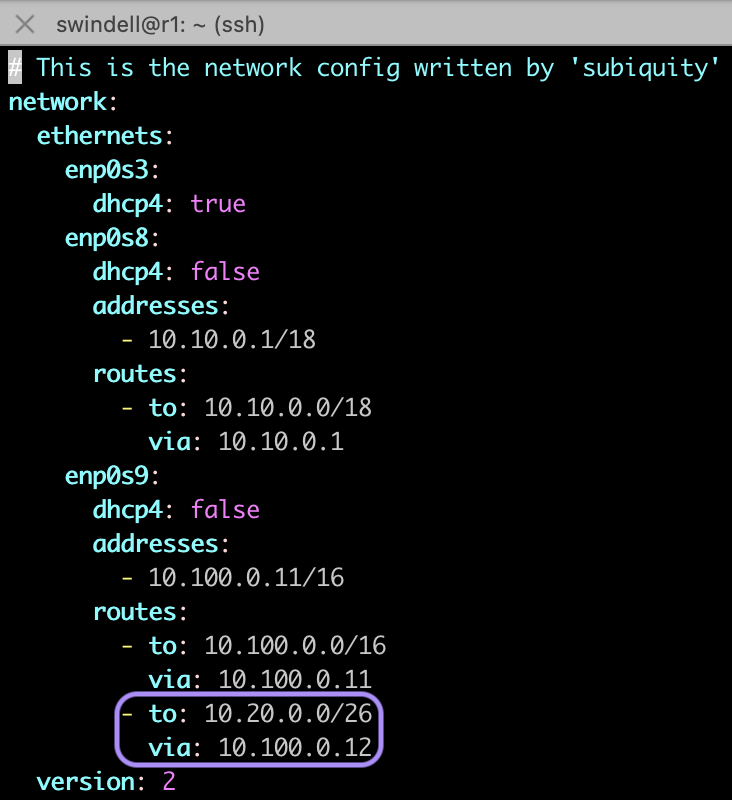 swindell@r1: ~ (ssh)
# This is the network config written by 'subiquity'
network:
  ethernets:
    enp0s3:
      dhcp4: true
    enp0s8:
      dhcp4: false
      addresses:
        - 10.10.0.1/18
      routes:
        - to: 10.10.0.0/18
          via: 10.10.0.1
    enp0s9:
      dhcp4: false
      addresses:
        - 10.100.0.11/16
      routes:
        - to: 10.100.0.0/16
          via: 10.100.0.11
        - to: 10.20.0.0/26
          via: 10.100.0.12
  version: 2